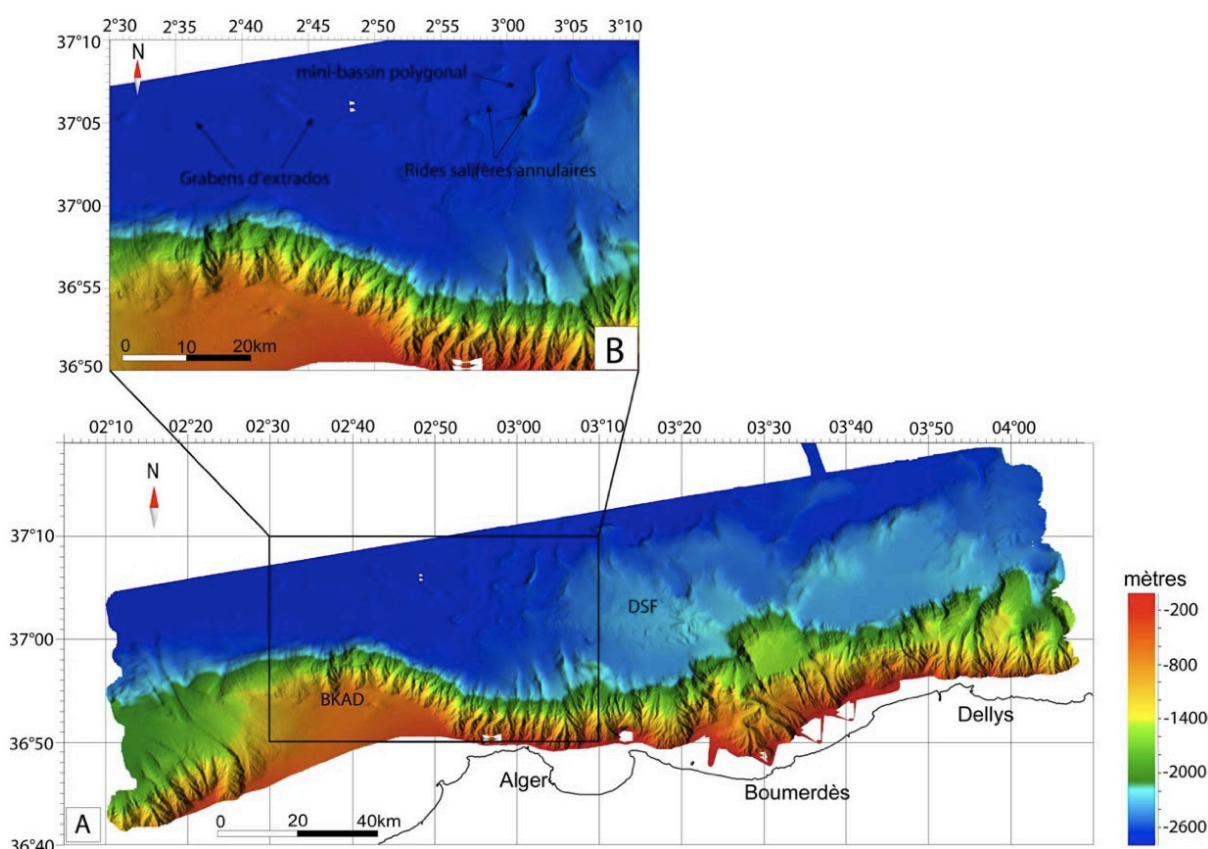 2°30 2°35 2°40 2°45 2°50 2°55 3°00 3°05 3°10
37°10
N
mini-bassin polygonal
37°05
Rides salifères annulaires
Grabens d'extrados
37°00
36°55
0 10 20km
B
36°50
02°10 02°20 02°30 02°40 02°50 03°00 03°10 03°20 03°30 03°40 03°50 04°00
N
37°10
mètres
-200
DSF
37°00
-800
BKAD
-1400
Dellys
36°50
Alger
-2000
Boumerdès
A
0 20 40km
-2600
36°40